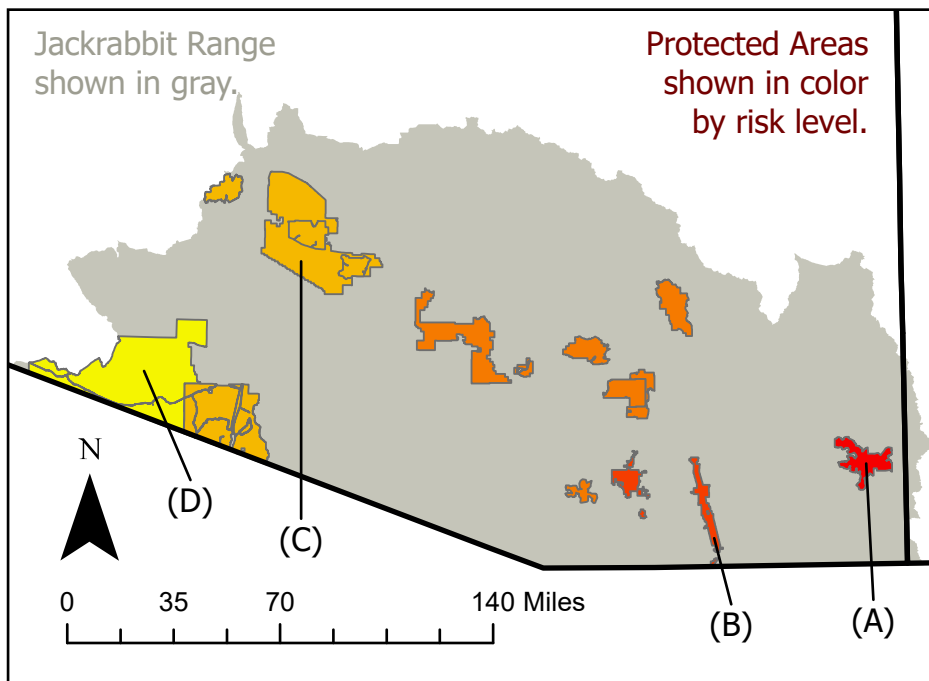 Jackrabbit Range
shown in gray.
Protected Areas
shown in color
by risk level.
N
(D)
(C)
(B)
(A)
0 35 70 140 Miles